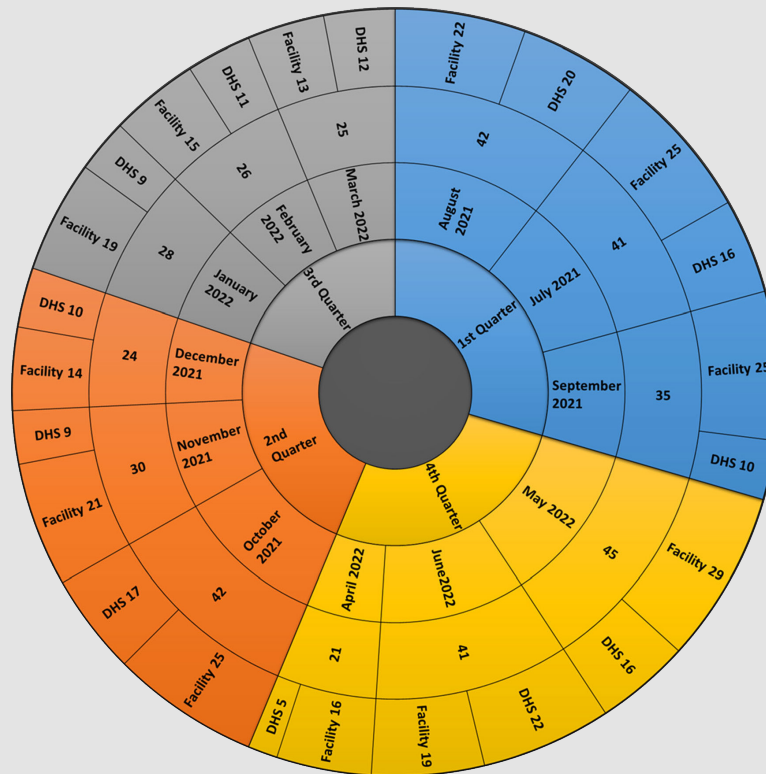 1st Quarter
August
2021
42
Facility 22
DHS 20
July 2021
41
Facility 25
DHS 16
September
2021
35
Facility 25
DHS 10
4th Quarter
May 2022
45
Facility 29
DHS 16
June2022
41
DHS 22
Facility 19
April 2022
21
Facility 16
DHS 5
2nd
Quarter
October
2021
42
Facility 25
DHS 17
November
2021
30
Facility 21
DHS 9
December
2021
24
Facility 14
DHS 10
3rd Quarter
January
2022
28
Facility 19
DHS 9
February
2022
26
Facility 15
DHS 11
March 2022
25
Facility 13
DHS 12